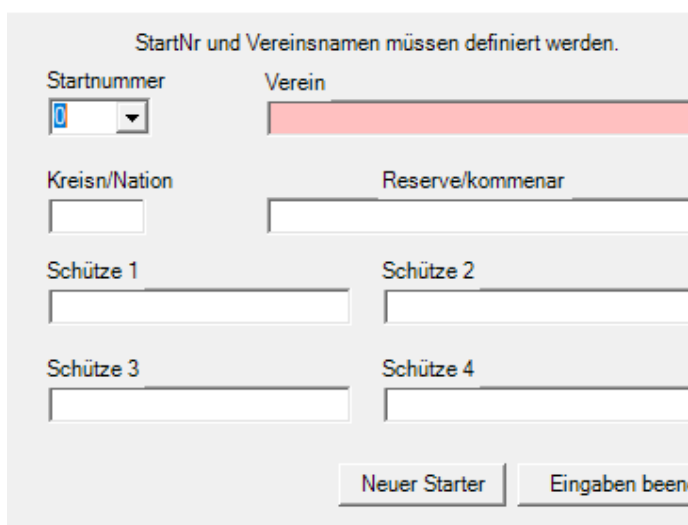 StartNr und Vereinsnamen müssen definiert werden.
Startnummer Verein
0
Kreisn/Nation Reserve/kommenar
Schütze 1 Schütze 2
Schütze 3 Schütze 4
Neuer Starter Eingaben been